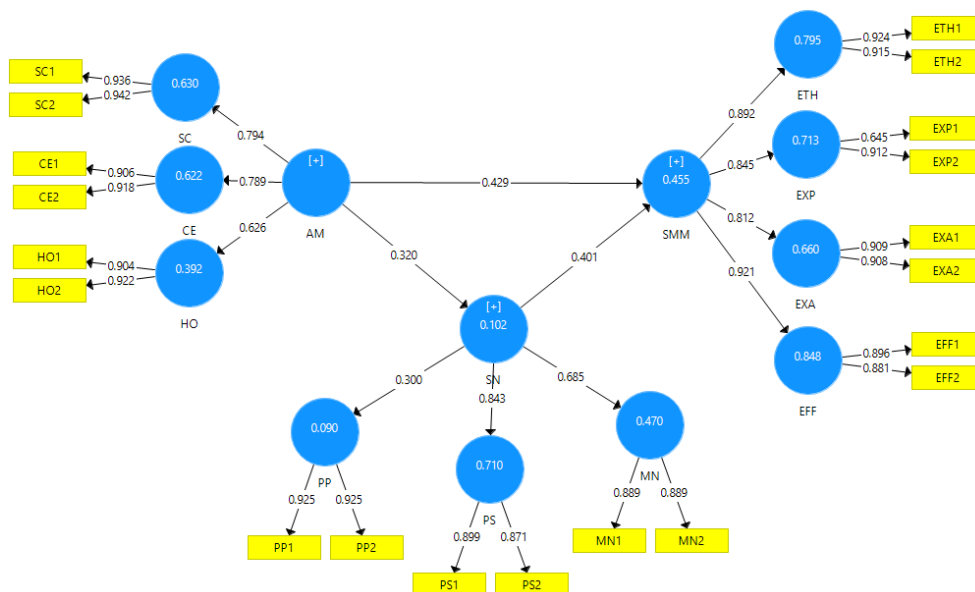 SC1
0.936
SC2
0.942
0.630
SC
0.794
CE1
0.906
CE2
0.918
0.622
CE
0.789
HO1
0.904
HO2
0.922
0.392
HO
0.626
[+]
AM
0.429
0.320
[+]
0.102
SN
0.401
0.300
0.843
0.685
0.090
PP
0.925
0.925
PP1
PP2
0.710
PS
0.899
0.871
PS1
PS2
0.470
MN
0.889
0.889
MN1
MN2
[+]
0.455
SMM
0.892
0.845
0.812
0.921
0.795
ETH
0.924
ETH1
0.915
ETH2
0.713
EXP
0.645
EXP1
0.912
EXP2
0.660
EXA
0.909
EXA1
0.908
EXA2
0.848
EFF
0.896
EFF1
0.881
EFF2